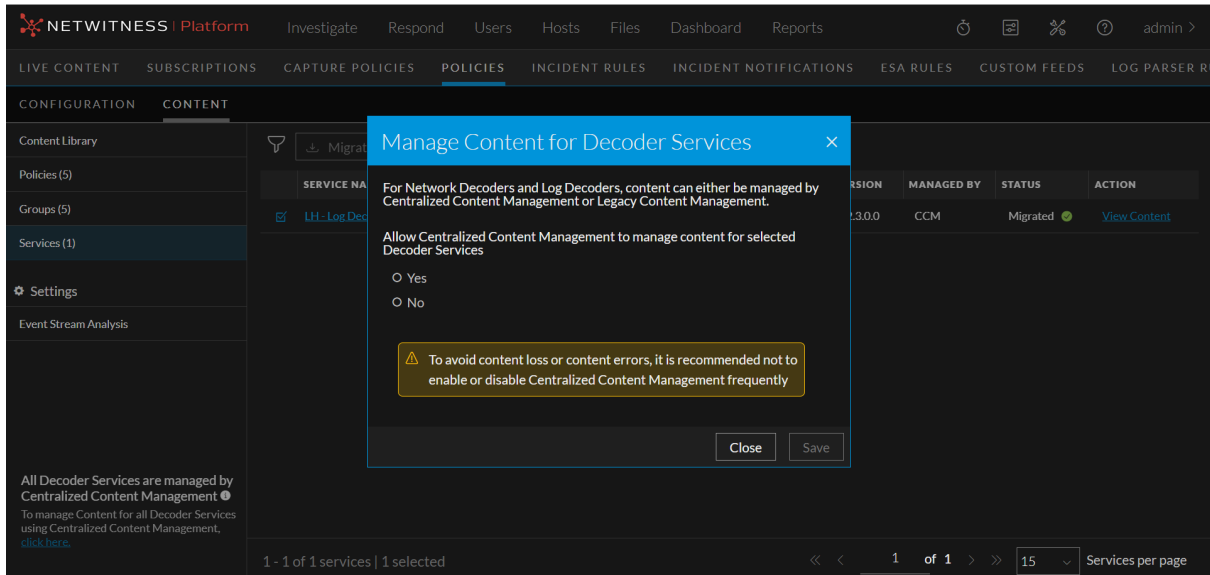 NETWITNESS | Platform Investigate Respond Users Hosts Files Dashboard Reports admin >
LIVE CONTENT SUBSCRIPTIONS CAPTURE POLICIES POLICIES INCIDENT RULES INCIDENT NOTIFICATIONS ESA RULES CUSTOM FEEDS LOG PARSER R
CONFIGURATION CONTENT
Content Library
Policies (5)
Groups (5)
Services (1)
Settings
Event Stream Analysis
All Decoder Services are managed by
Centralized Content Management
To manage Content for all Decoder Services
using Centralized Content Management,
click here.
Migrat
SERVICE NA RSION MANAGED BY STATUS ACTION
LH - Log Dec 2.3.0.0 CCM Migrated View Content
Manage Content for Decoder Services ×
For Network Decoders and Log Decoders, content can either be managed by
Centralized Content Management or Legacy Content Management.
Allow Centralized Content Management to manage content for selected
Decoder Services
Yes
No
To avoid content loss or content errors, it is recommended not to
enable or disable Centralized Content Management frequently
Close Save
1 - 1 of 1 services | 1 selected << < 1 of 1 > >> 15 Services per page